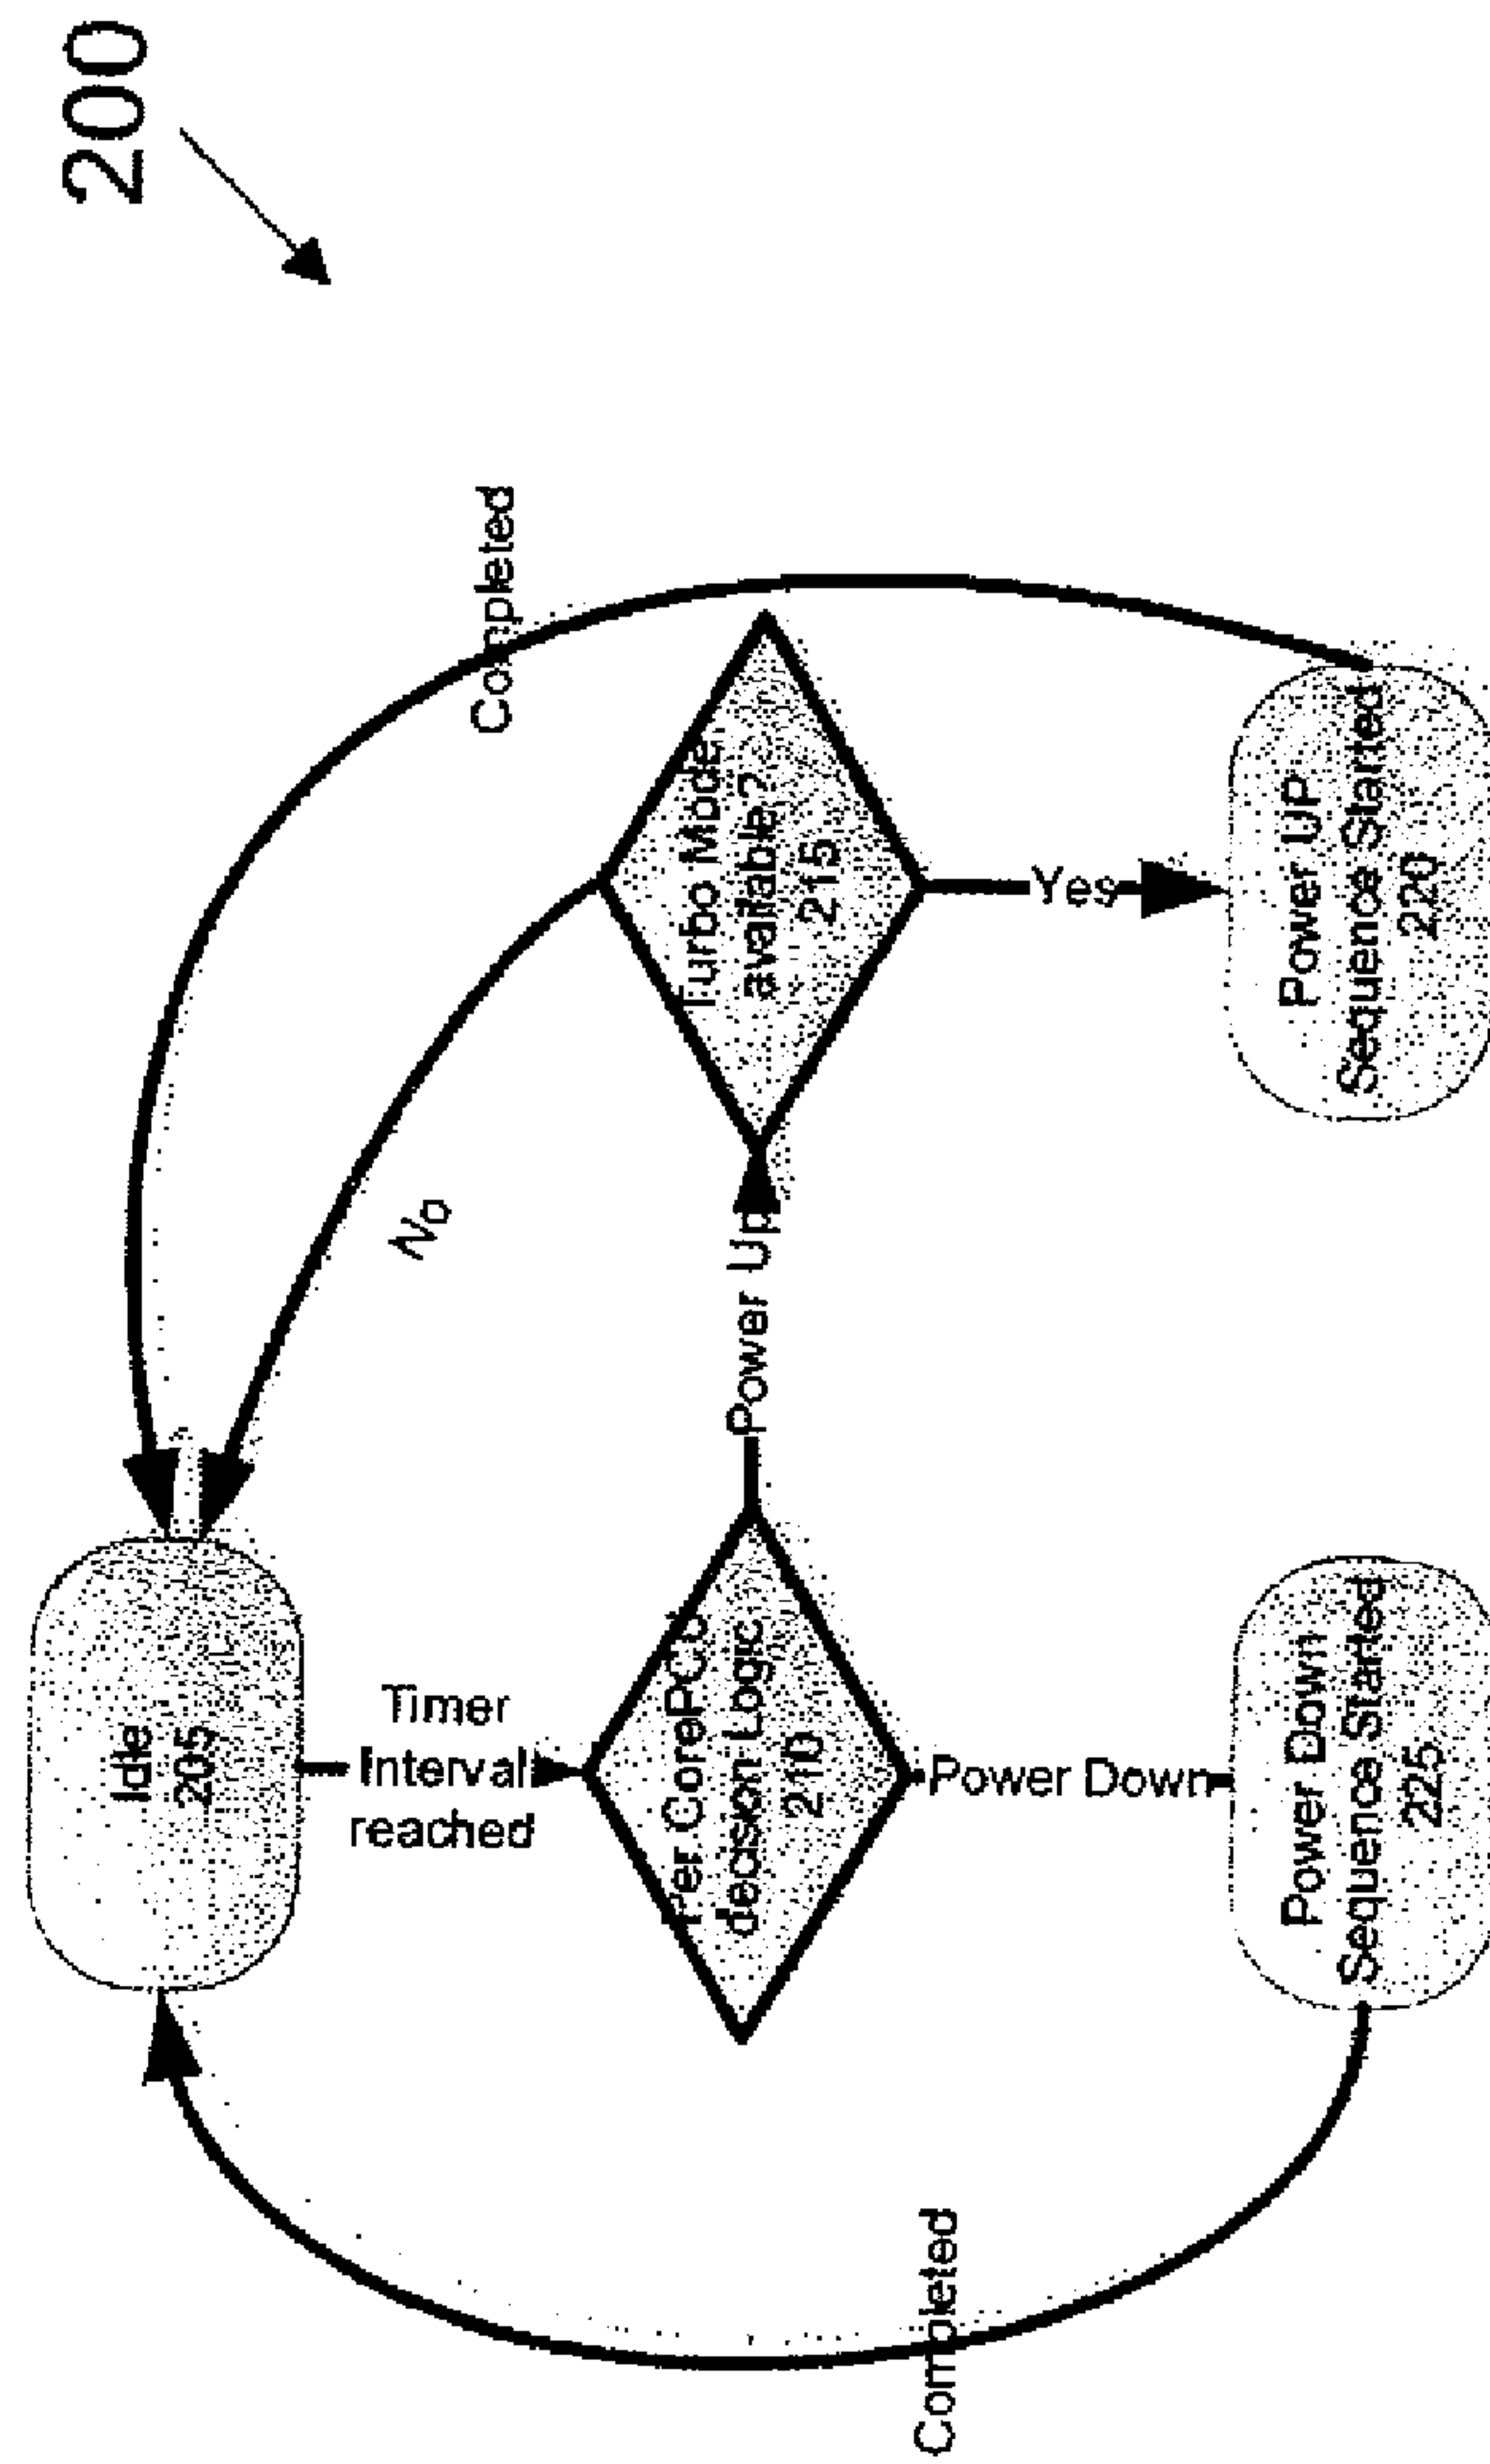 200
Idle
205
Timer
Interval
reached
Per CorePC6
decision Logic
210
Power Up
Turbo Mode
available?
215
No
Completed
Yes
Power UP
Sequence Started
220
Power Down
Power Down
Sequence Started
225
Completed